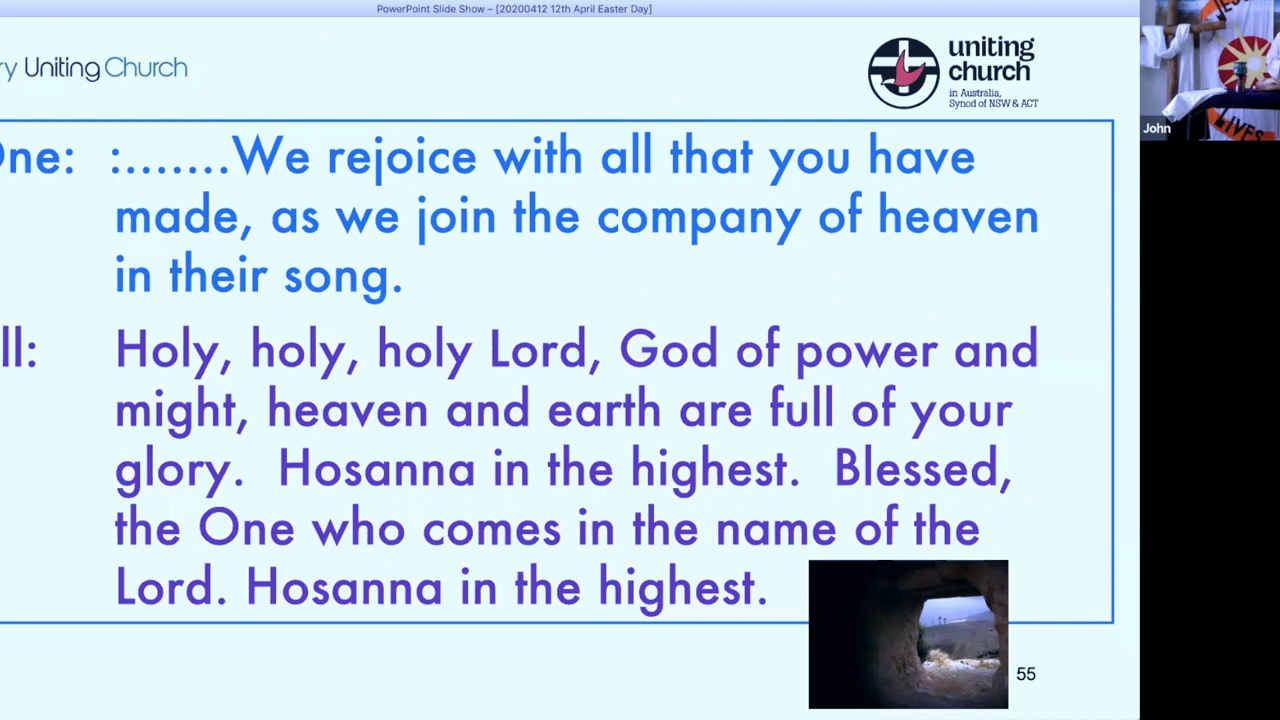 PowerPoint Slide Show – [20200412 12th April Easter Day]
ry Uniting Church
uniting
church
in Australia,
Synod of NSW & ACT
One: :.......We rejoice with all that you have
made, as we join the company of heaven
in their song.
ll: Holy, holy, holy Lord, God of power and
might, heaven and earth are full of your
glory. Hosanna in the highest. Blessed,
the One who comes in the name of the
Lord. Hosanna in the highest.
55
John
LIVES